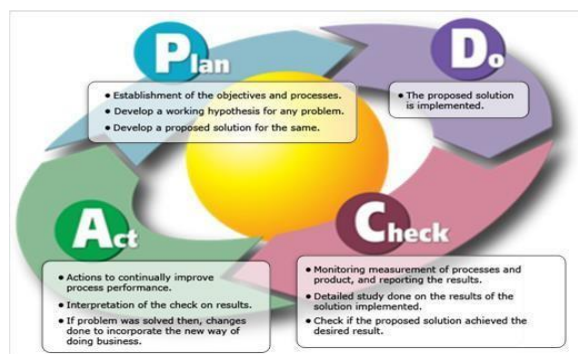 Plan
• Establishment of the objectives and processes.
• Develop a working hypothesis for any problem.
• Develop a proposed solution for the same.
Do
• The proposed solution
is implemented.
Check
• Monitoring measurement of processes and
product, and reporting the results.
• Detailed study done on the results of the
solution implemented.
• Check if the proposed solution achieved the
desired result.
Act
• Actions to continually improve
process performance.
• Interpretation of the check on results.
• If problem was solved then, changes
done to incorporate the new way of
doing business.